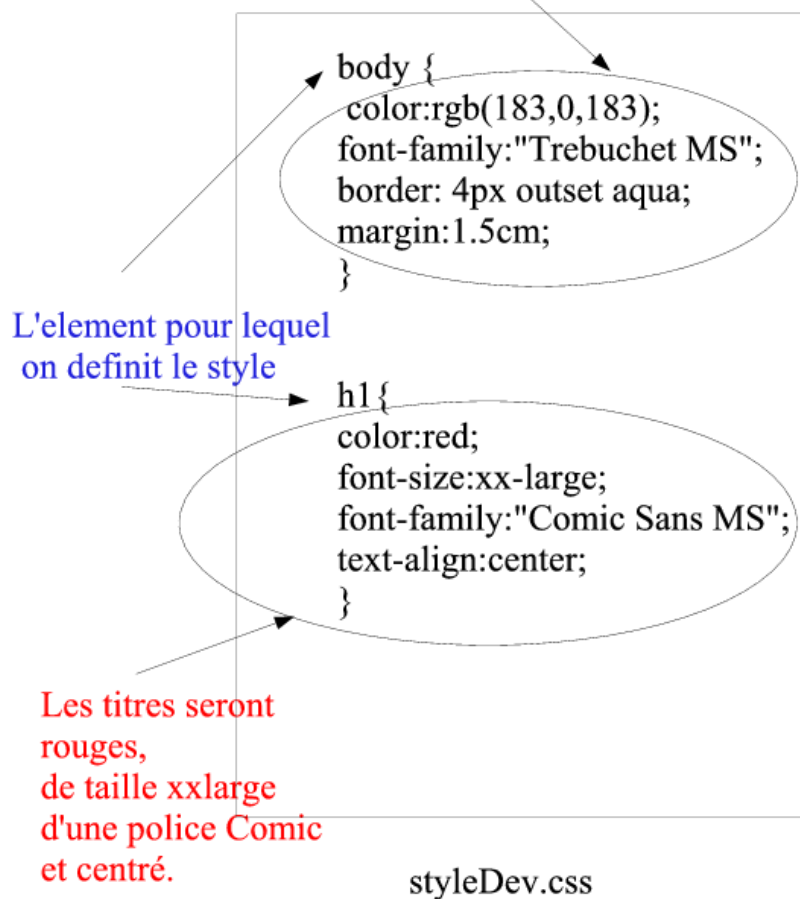 body {
color:rgb(183,0,183);
font-family:"Trebuchet MS";
border: 4px outset aqua;
margin:1.5cm;
}
L'element pour lequel
on definit le style
h1{
color:red;
font-size:xx-large;
font-family:"Comic Sans MS";
text-align:center;
}
Les titres seront
rouges,
de taille xxlarge
d'une police Comic
et centré.
styleDev.css